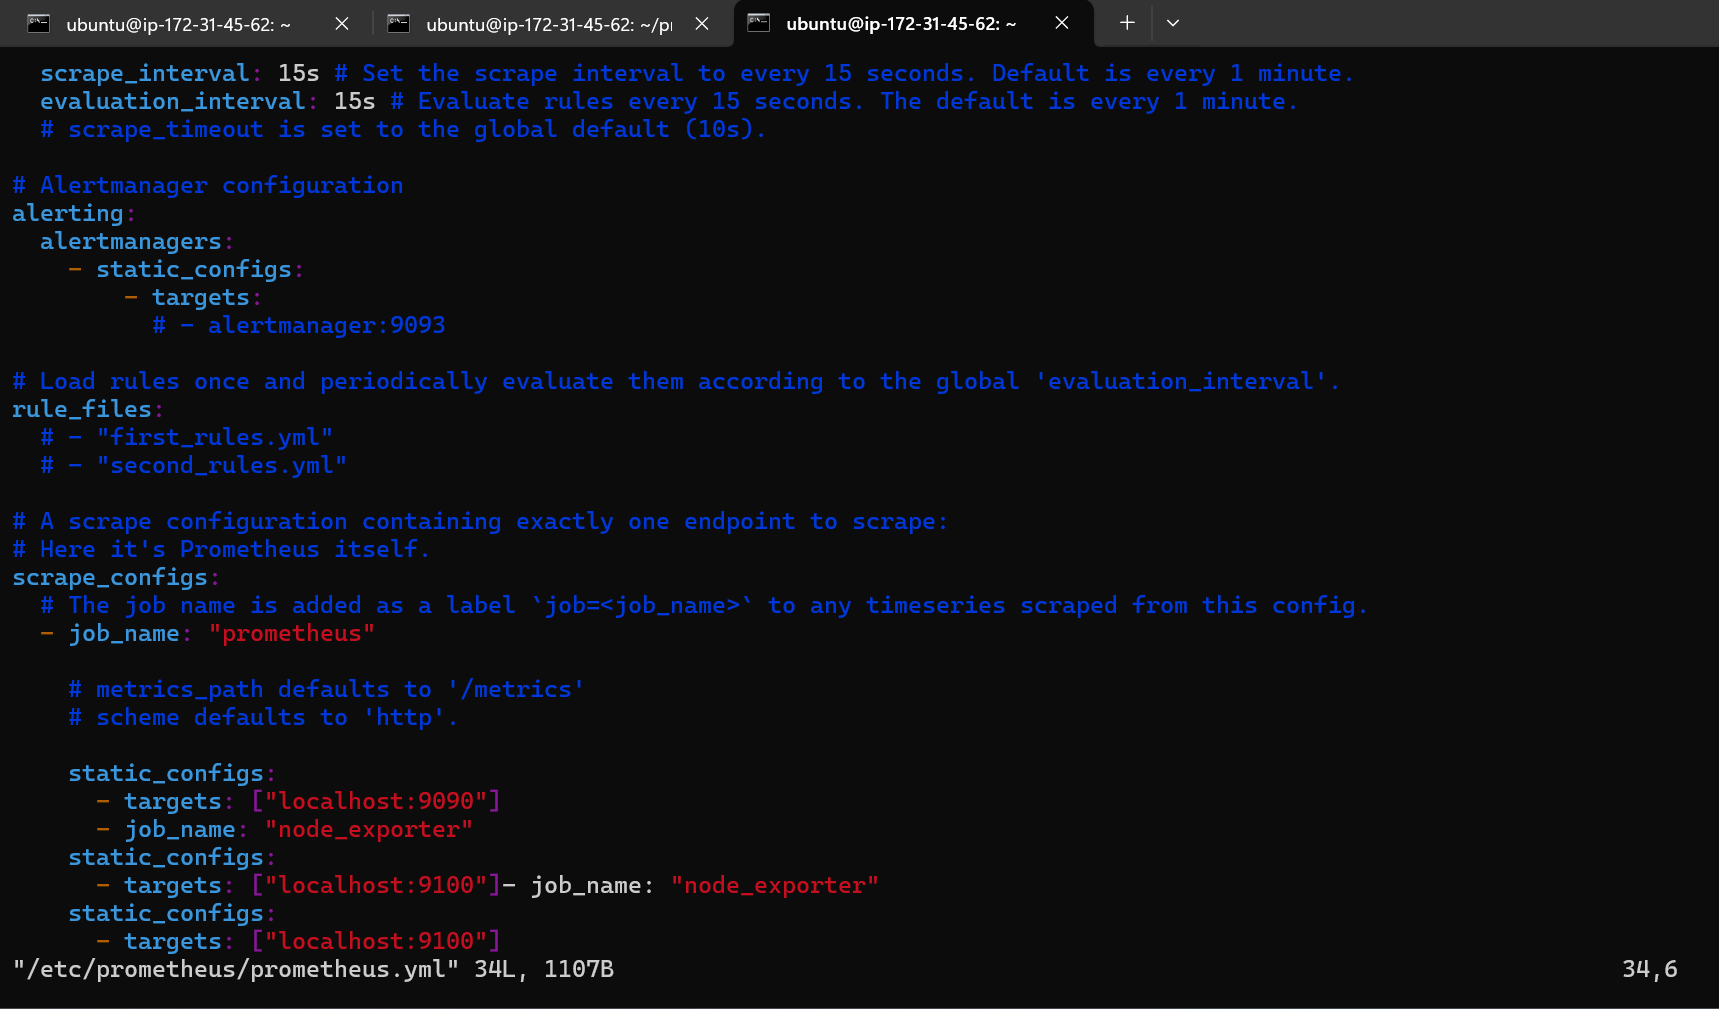 ubuntu@ip-172-31-45-62: ~
ubuntu@ip-172-31-45-62: ~/p
ubuntu@ip-172-31-45-62: ~
  scrape_interval: 15s # Set the scrape interval to every 15 seconds. Default is every 1 minute.
  evaluation_interval: 15s # Evaluate rules every 15 seconds. The default is every 1 minute.
  # scrape_timeout is set to the global default (10s).

# Alertmanager configuration
alerting:
  alertmanagers:
    - static_configs:
        - targets:
          # - alertmanager:9093

# Load rules once and periodically evaluate them according to the global 'evaluation_interval'.
rule_files:
  # - "first_rules.yml"
  # - "second_rules.yml"

# A scrape configuration containing exactly one endpoint to scrape:
# Here it's Prometheus itself.
scrape_configs:
  # The job name is added as a label `job=<job_name>` to any timeseries scraped from this config.
  - job_name: "prometheus"

    # metrics_path defaults to '/metrics'
    # scheme defaults to 'http'.

    static_configs:
      - targets: ["localhost:9090"]
      - job_name: "node_exporter"
    static_configs:
      - targets: ["localhost:9100"]- job_name: "node_exporter"
    static_configs:
      - targets: ["localhost:9100"]
"/etc/prometheus/prometheus.yml" 34L, 1107B 34,6